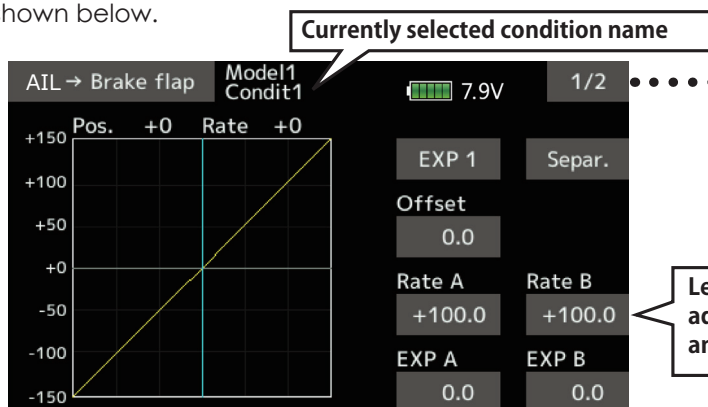 hown below.
Currently selected condition name
AIL → Brake flap
Model1
Condit1
7.9V
1/2
Pos. +0 Rate +0
+150
+100
+50
+0
-50
-100
-150
EXP 1
Separ.
Offset
0.0
Rate A
Rate B
+100.0
+100.0
EXP A
EXP B
0.0
0.0